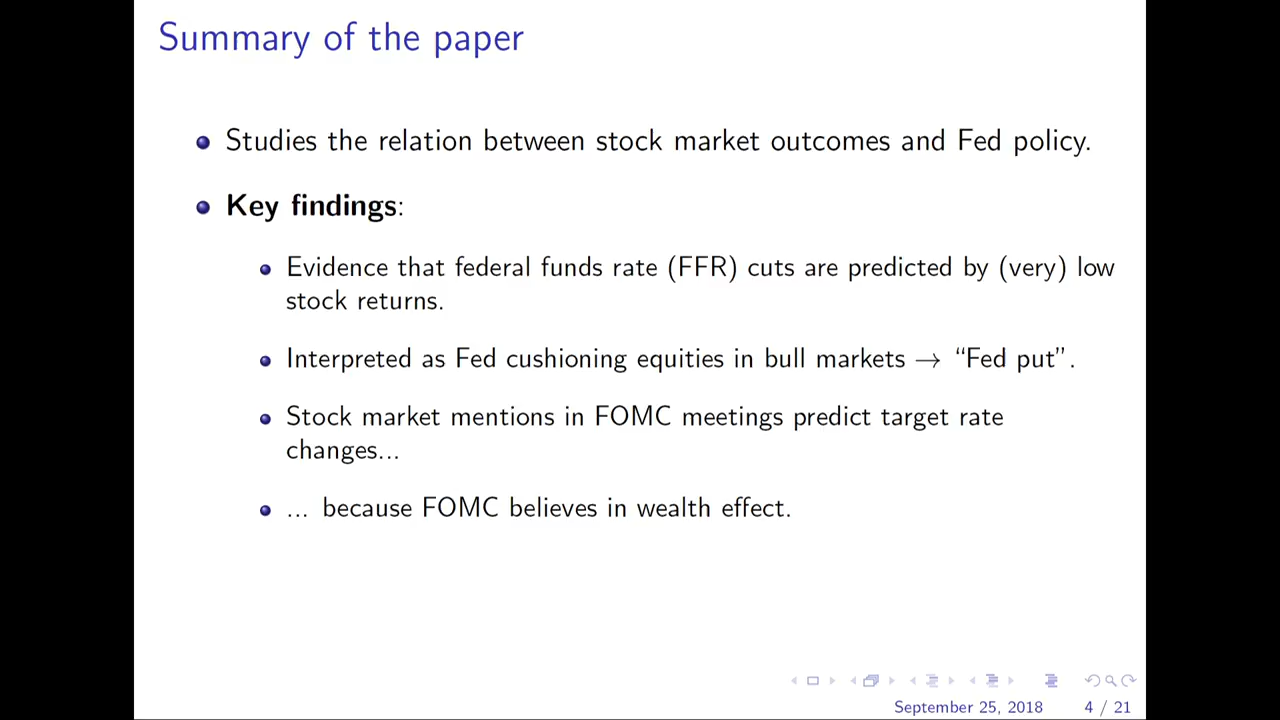 Summary of the paper
Studies the relation between stock market outcomes and Fed policy.
Key findings:
Evidence that federal funds rate (FFR) cuts are predicted by (very) low
stock returns.
Interpreted as Fed cushioning equities in bull markets → “Fed put”.
Stock market mentions in FOMC meetings predict target rate
changes...
... because FOMC believes in wealth effect.
September 25, 2018 4 / 21